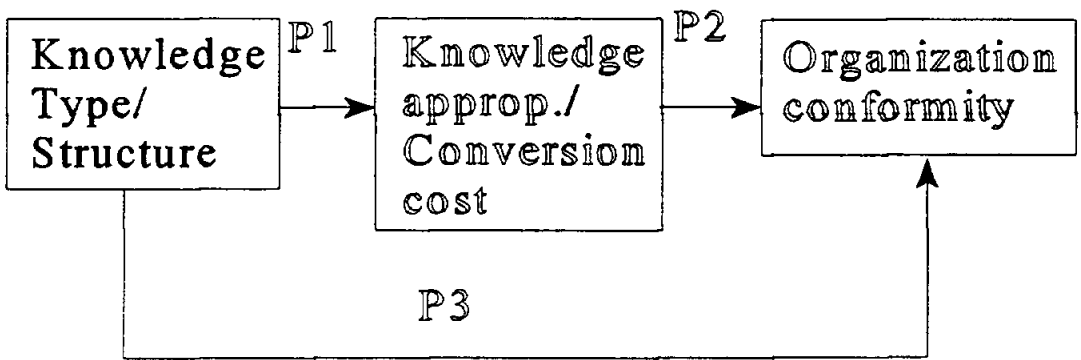 Knowledge
Type/
Structure
P1
Knowledge
approp./
Conversion
cost
P2
Organization
conformity
P3